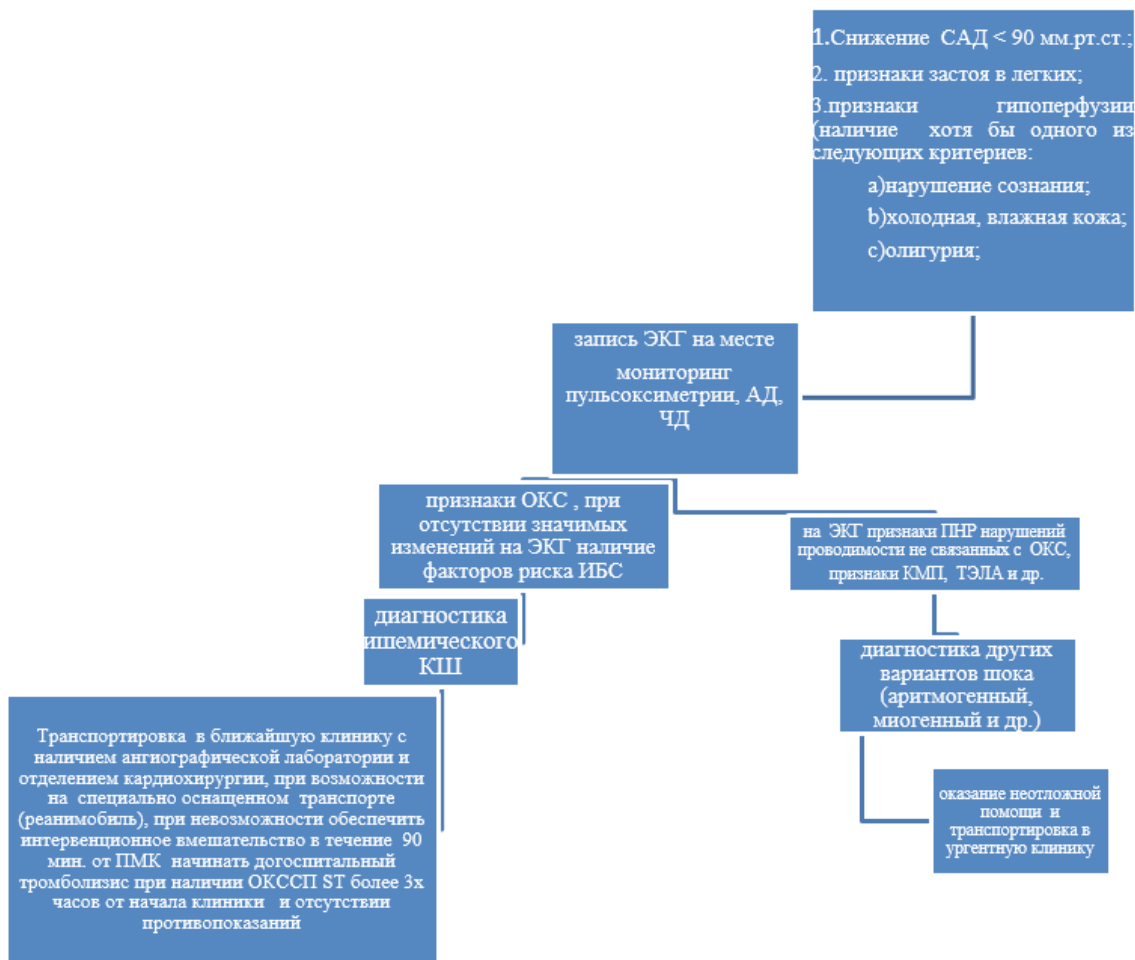 1.Снижение САД < 90 мм.рт.ст.;
2. признаки застоя в легких;
3.признаки гипоперфузии
(наличие хотя бы одного из
следующих критериев:
a)нарушение сознания;
b)холодная, влажная кожа;
c)олигурия;
запись ЭКГ на месте
мониторинг
пульсоксиметрии, АД,
ЧД
признаки ОКС , при
отсутствии значимых
изменений на ЭКГ наличие
факторов риска ИБС
на ЭКГ признаки ПНР нарушений
проводимости не связанных с ОКС,
признаки КМП, ТЭЛА и др.
диагностика
ишемического
КШ
диагностика других
вариантов шока
(аритмогенный,
миогенный и др.)
Транспортировка в ближайшую клинику с
наличием ангиографической лаборатории и
отделением кардиохирургии, при возможности
на специально оснащенном транспорте
(реанимобиль), при невозможности обеспечить
интервенционное вмешательство в течение 90
мин. от ПМК начинать догоспитальный
тромболизис при наличии ОКССП ST более 3х
часов от начала клиники и отсутствии
противопоказаний
оказание неотложной
помощи и
транспортировка в
ургентную клинику